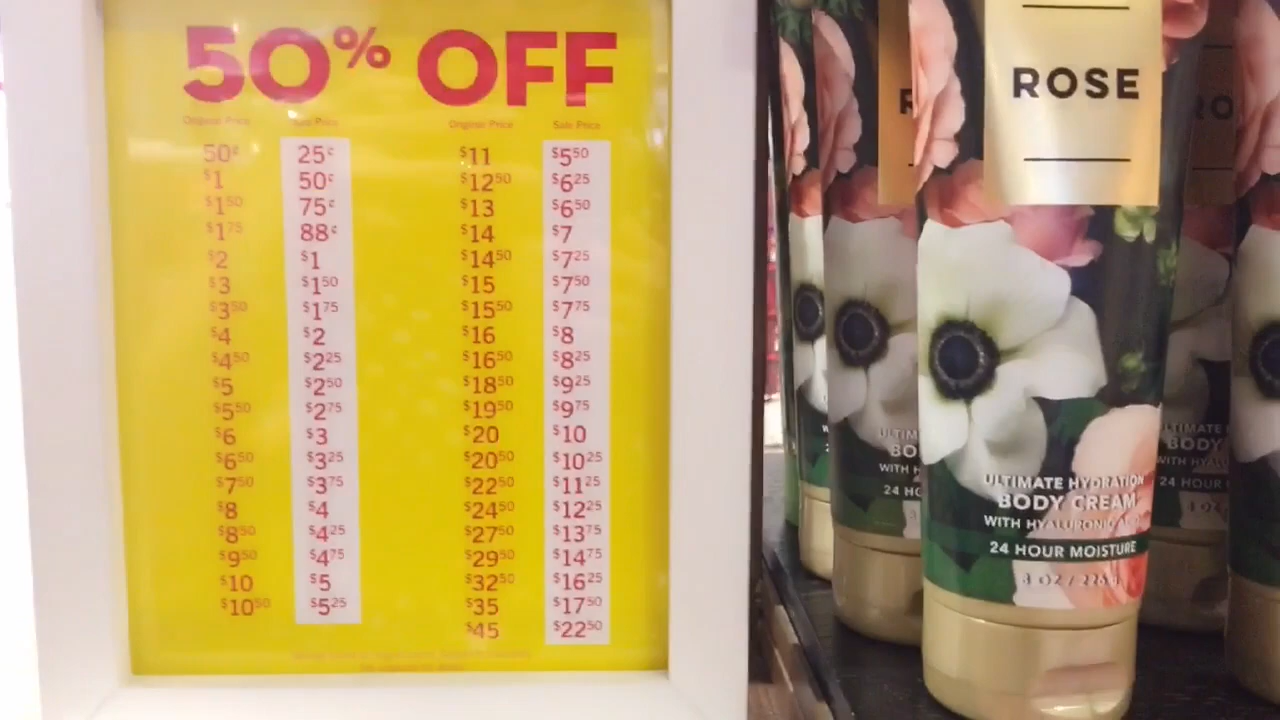 50% OFF
Original Price Sale Price Original Price Sale Price
50¢ 25¢ $11 $5.50
$1 50¢ $12.50 $6.25
$1.50 75¢ $13 $6.50
$1.75 88¢ $14 $7
$2 $1 $14.50 $7.25
$3 $1.50 $15 $7.50
$3.50 $1.75 $15.50 $7.75
$4 $2 $16 $8
$4.50 $2.25 $16.50 $8.25
$5 $2.50 $18.50 $9.25
$5.50 $2.75 $19.50 $9.75
$6 $3 $20 $10
$6.50 $3.25 $20.50 $10.25
$7.50 $3.75 $22.50 $11.25
$8 $4 $24.50 $12.25
$8.50 $4.25 $27.50 $13.75
$9.50 $4.75 $29.50 $14.75
$10 $5 $32.50 $16.25
$10.50 $5.25 $35 $17.50
$45 $22.50
ROSE
ULTIMATE HYDRATION
BODY CREAM
WITH HYALURONIC ACID
24 HOUR MOISTURE
8 OZ / 226 g